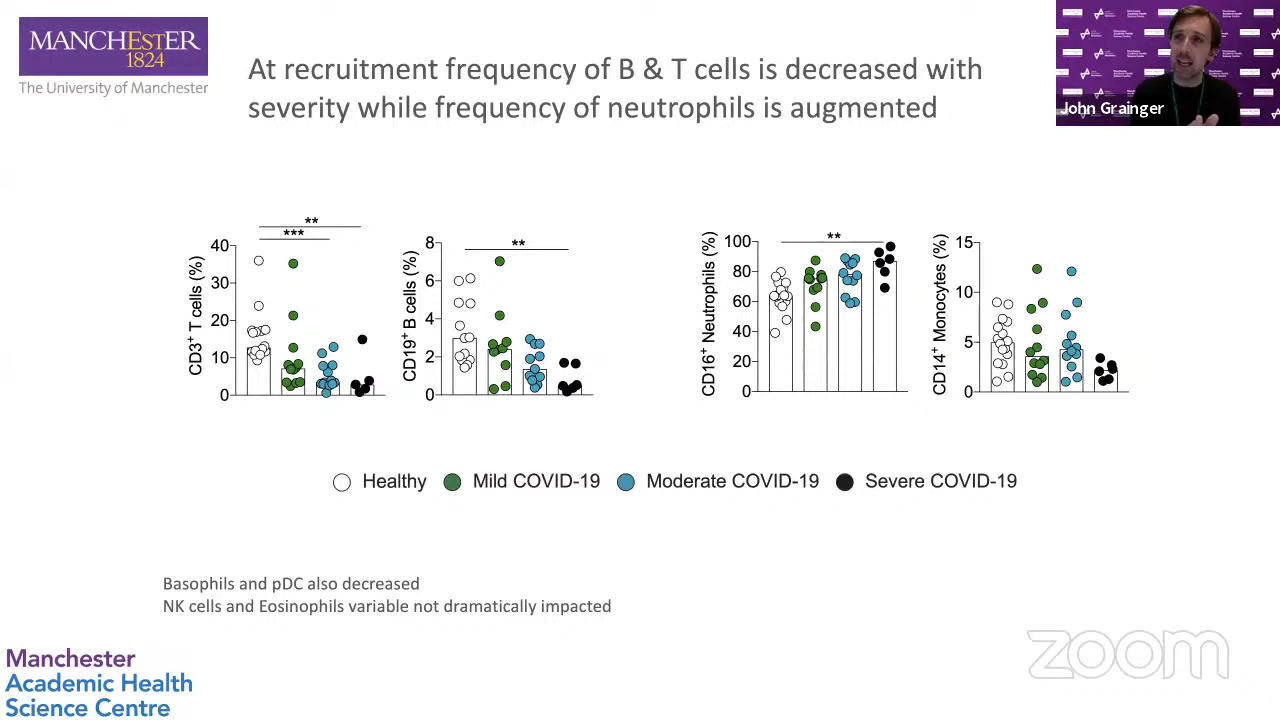 MANCHESTER
1824
The University of Manchester
At recruitment frequency of B & T cells is decreased with
severity while frequency of neutrophils is augmented
John Grainger
CD3+ T cells (%)
40
30
20
10
0
**
***
CD19+ B cells (%)
8
6
4
2
0
**
CD16+ Neutrophils (%)
100
80
60
40
20
0
**
CD14+ Monocytes (%)
15
10
5
0
Healthy
Mild COVID-19
Moderate COVID-19
Severe COVID-19
Basophils and pDC also decreased
NK cells and Eosinophils variable not dramatically impacted
Manchester
Academic Health
Science Centre
zoom